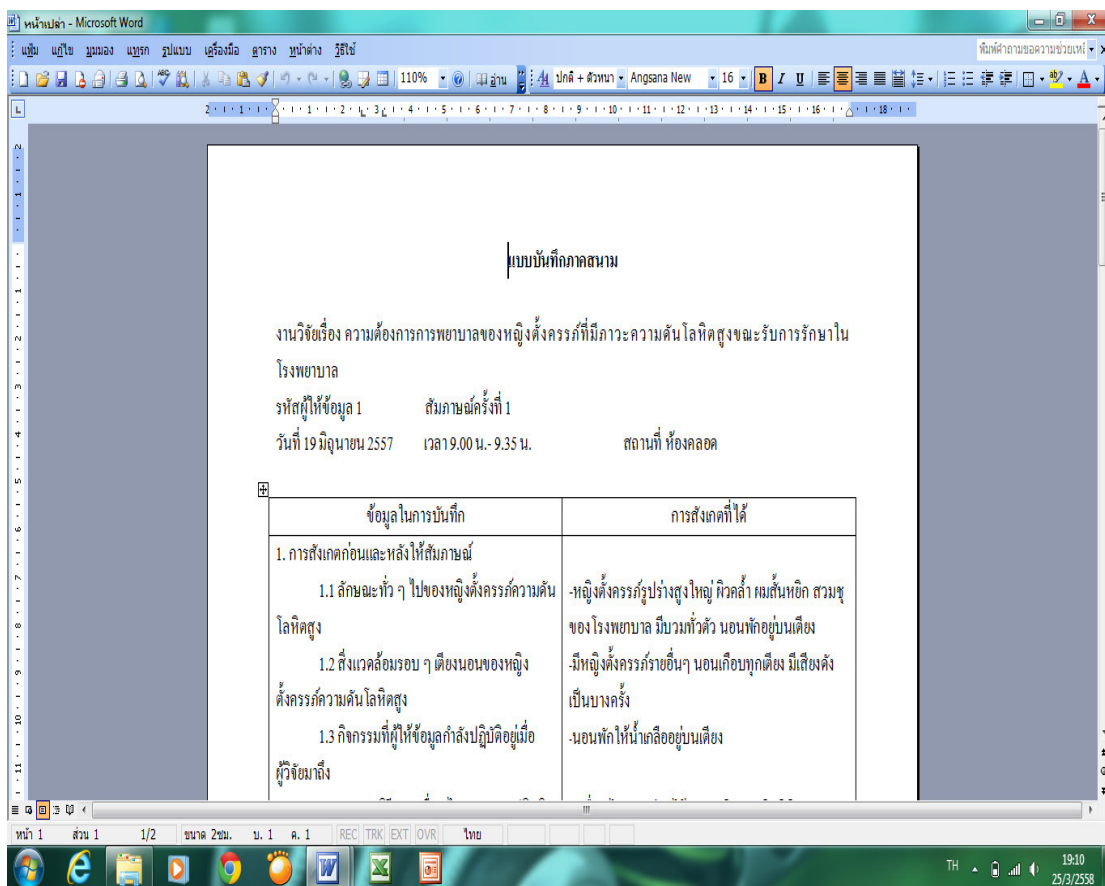 หน้าเปล่า - Microsoft Word
แฟ้ม แก้ไข มุมมอง แทรก รูปแบบ เครื่องมือ ตาราง หน้าต่าง วิธีใช้
110% อ่าน ปกติ + ตัวหนา Angsana New 16 B I U
2 1 1 2 3 4 5 6 7 8 9 10 11 12 13 14 15 16 18
แบบบันทึกภาคสนาม
งานวิจัยเรื่อง ความต้องการการพยาบาลของหญิงตั้งครรภ์ที่มีภาวะความดันโลหิตสูงขณะรับการรักษาใน
โรงพยาบาล
รหัสผู้ให้ข้อมูล 1 สัมภาษณ์ครั้งที่ 1
วันที่ 19 มิถุนายน 2557 เวลา 9.00 น.- 9.35 น. สถานที่ ห้องคลอด
ข้อมูลในการบันทึก การสังเกตที่ได้
1. การสังเกตก่อนและหลังให้สัมภาษณ์
1.1 ลักษณะทั่ว ๆ ไปของหญิงตั้งครรภ์ความดัน
โลหิตสูง
1.2 สิ่งแวดล้อมรอบ ๆ เตียงนอนของหญิง
ตั้งครรภ์ความดันโลหิตสูง
1.3 กิจกรรมที่ผู้ให้ข้อมูลกำลังปฏิบัติอยู่เมื่อ
ผู้วิจัยมาถึง
-หญิงตั้งครรภ์รูปร่างสูงใหญ่ ผิวคล้ำ ผมสั้นหยิก สวมชุ
ของโรงพยาบาล มีบวมทั่วตัว นอนพักอยู่บนเตียง
-มีหญิงตั้งครรภ์รายอื่นๆ นอนเกือบทุกเตียง มีเสียงดัง
เป็นบางครั้ง
-นอนพักให้น้ำเกลืออยู่บนเตียง
หน้า 1 ส่วน 1 1/2 ขนาด 2ซม. บ. 1 ค. 1 REC TRK EXT OVR ไทย
TH 19:10
25/3/2558